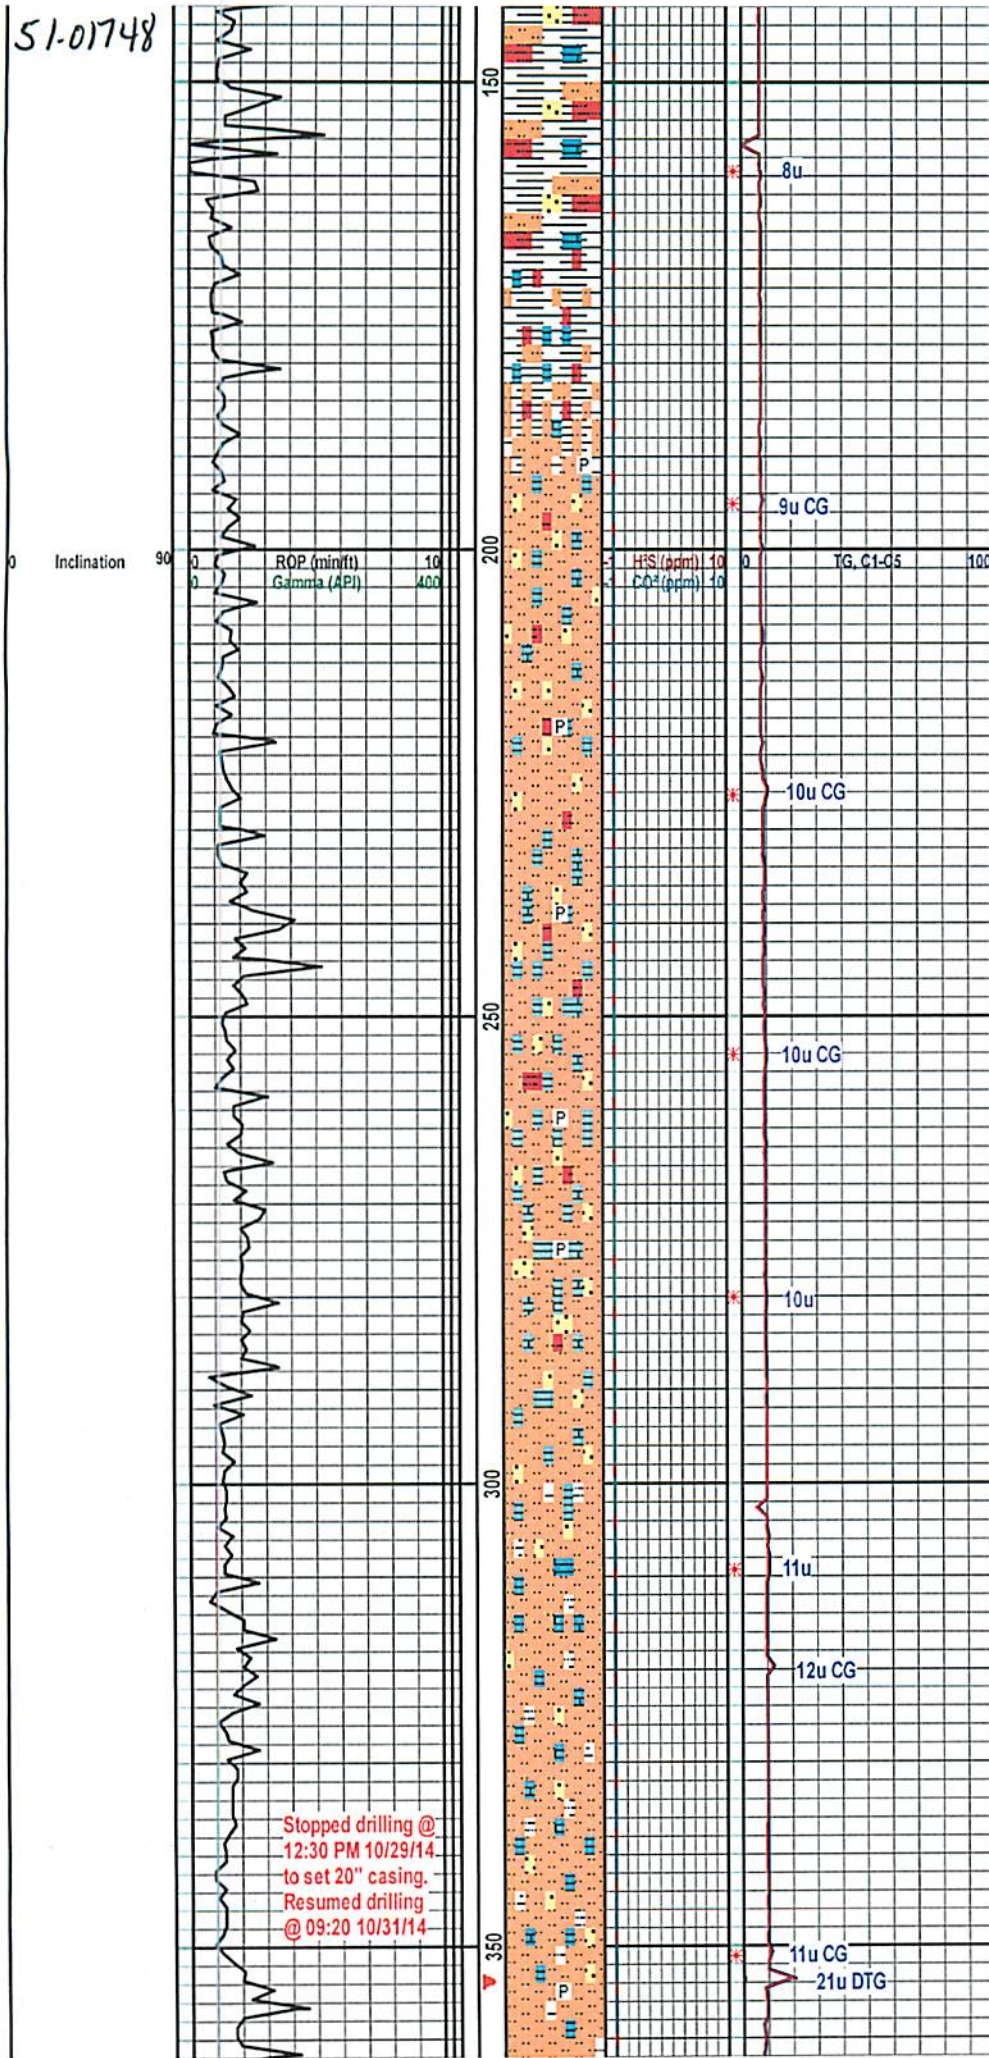 51-01748
150
8u
P
9u CG
0 Inclination 90 0 ROP (min/ft) 10 200 -1 H²S (ppm) 10 0 TG, C1-C5 100
0 Gamma (API) 400 -1 CO² (ppm) 10
P
10u CG
P
250
10u CG
P
P
10u
300
11u
12u CG
Stopped drilling @
12:30 PM 10/29/14
to set 20" casing.
Resumed drilling
@ 09:20 10/31/14
350
11u CG
21u DTG
P